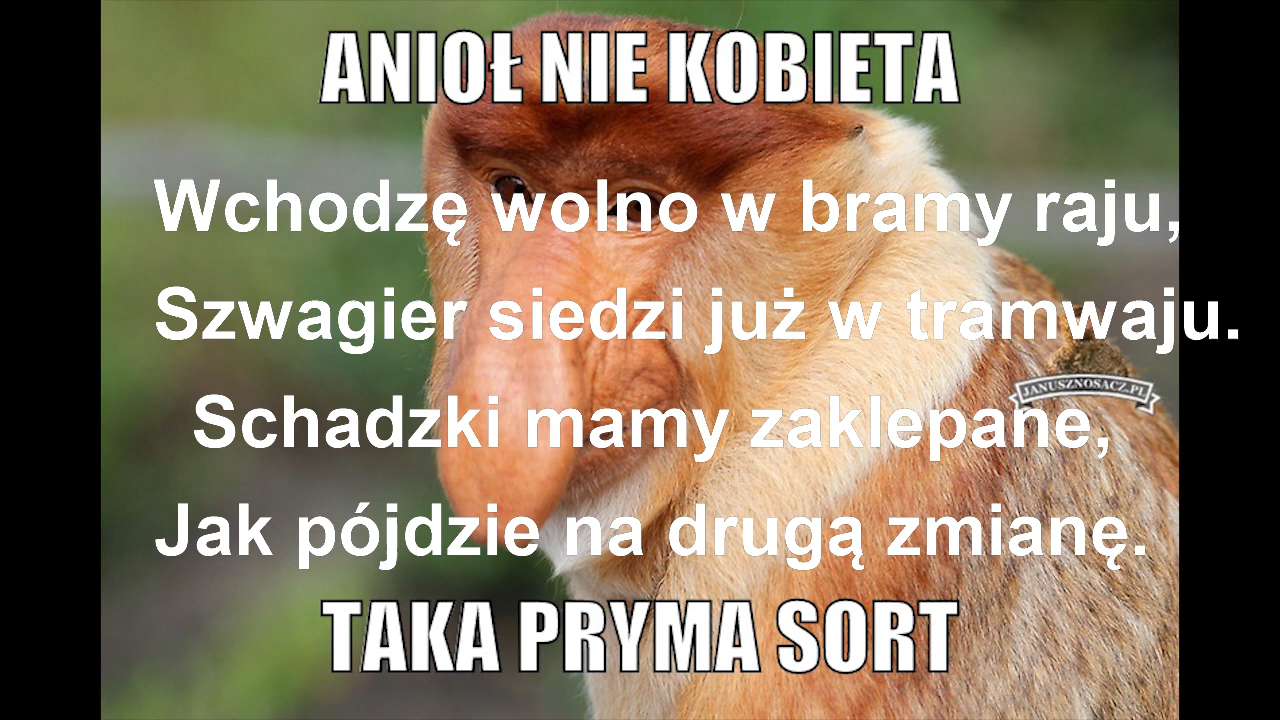 ANIOŁ NIE KOBIETA
Wchodzę wolno w bramy raju,
Szwagier siedzi już w tramwaju.
JANUSZNOSACZ.PL
Schadzki mamy zaklepane,
Jak pójdzie na drugą zmianę.
TAKA PRYMA SORT